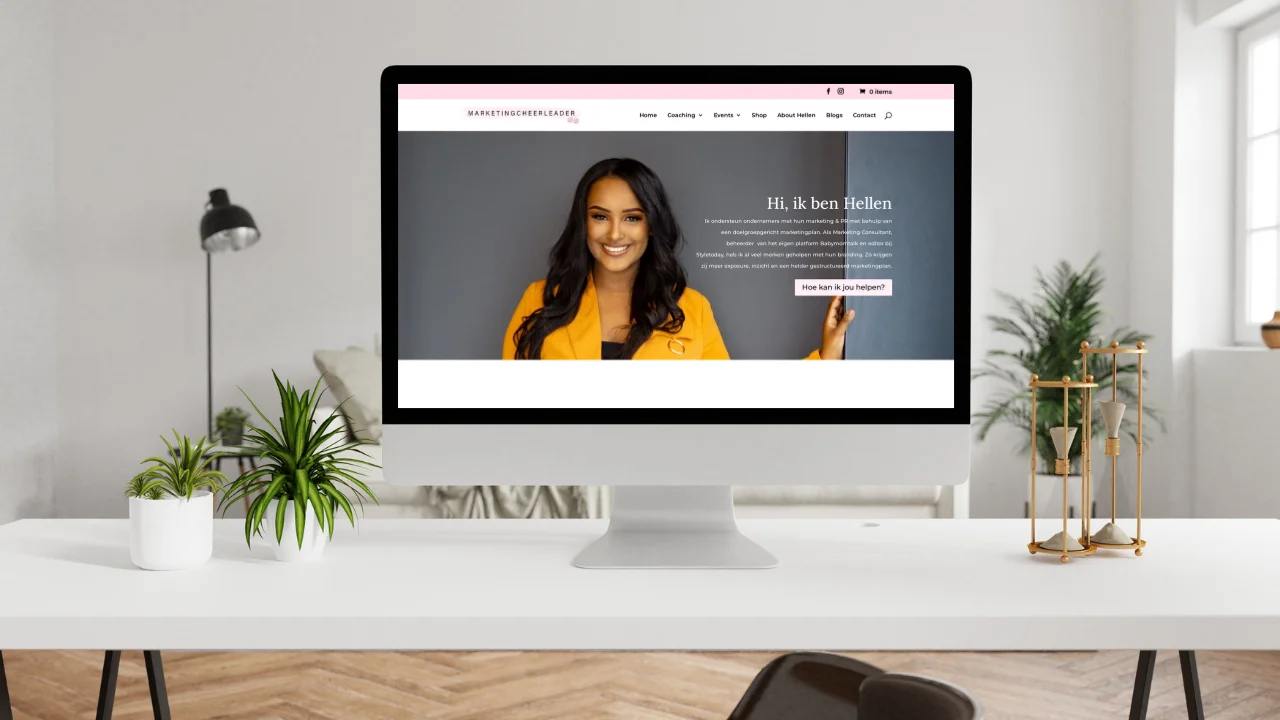 0 items
MARKETINGCHEERLEADER
Home Coaching Events Shop About Hellen Blogs Contact
Hi, ik ben Hellen
Ik ondersteun ondernemers met hun marketing & PR met behulp van
een doelgroepgericht marketingplan. Als Marketing Consultant,
beheerder van het eigen platform Babymomtalk en editor bij
Styletoday, heb ik al veel merken geholpen met hun branding. Zo krijgen
zij meer exposure, inzicht en een helder gestructureerd marketingplan.
Hoe kan ik jou helpen?